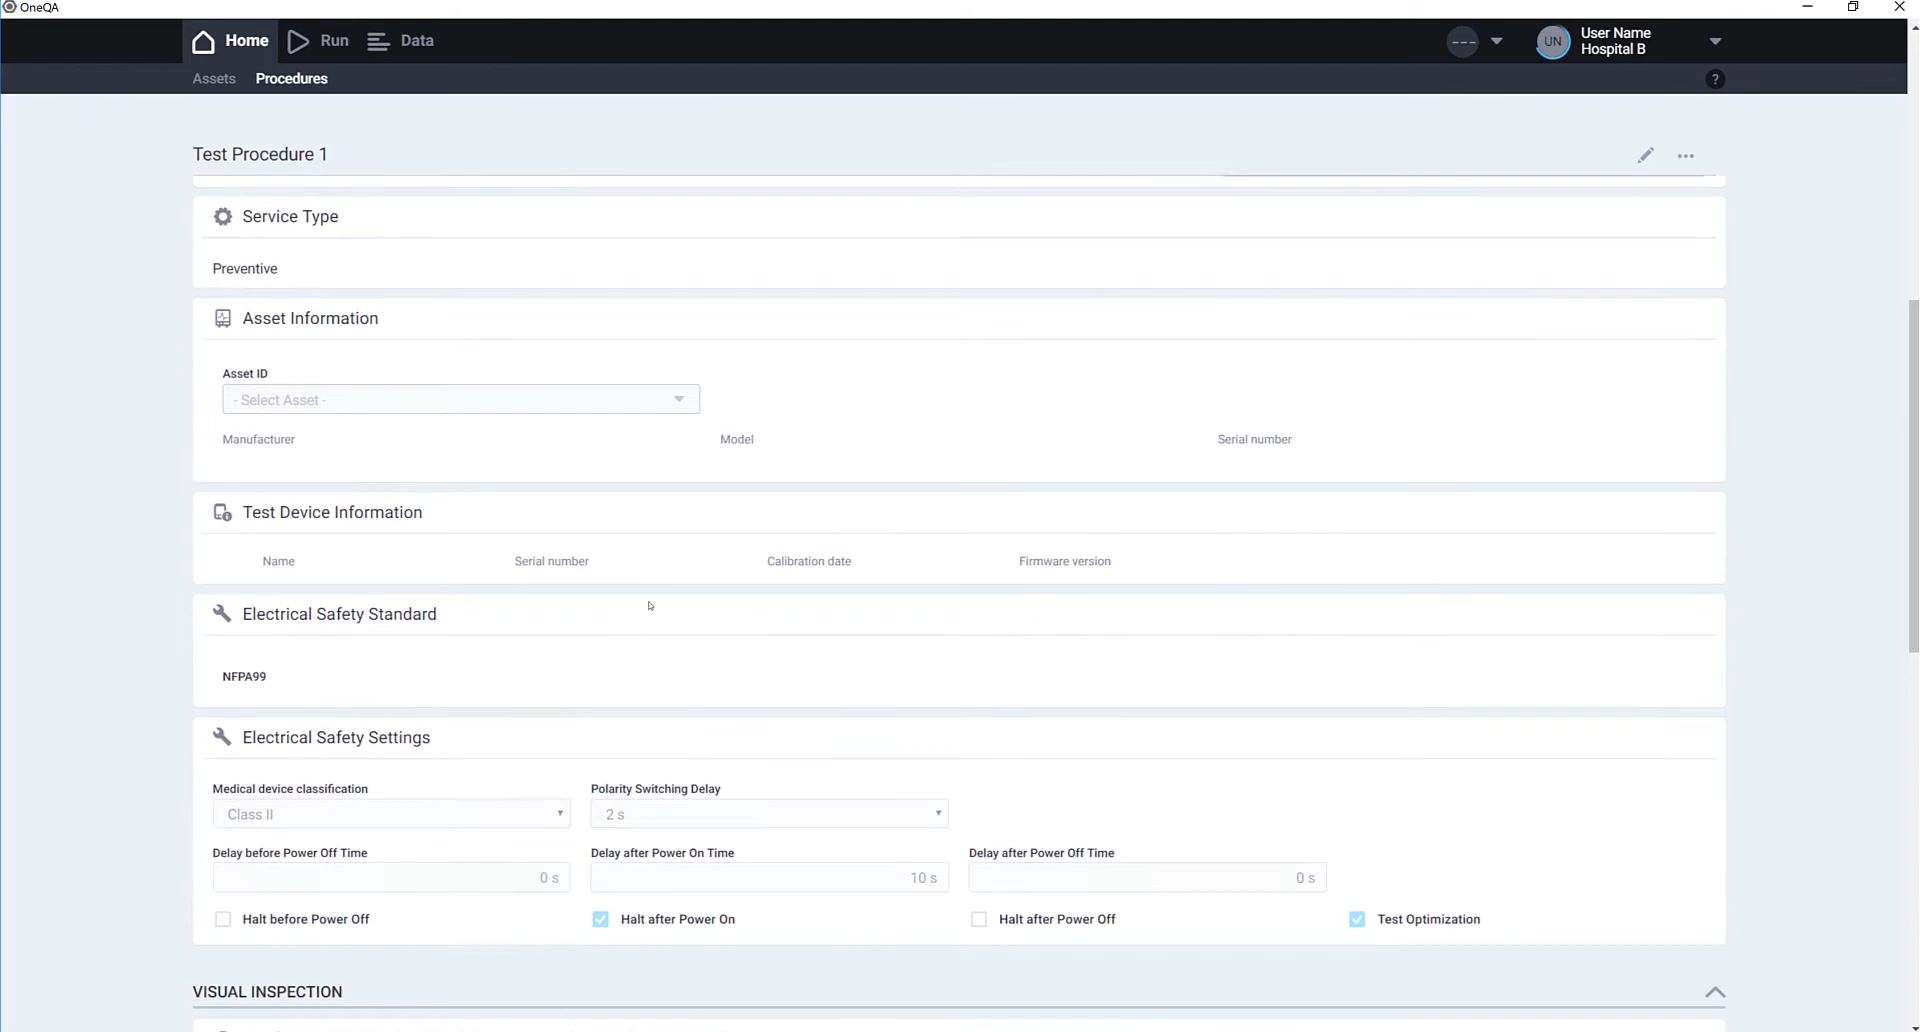 OneQA
Home Run Data
--- UN User Name
Hospital B
Assets Procedures ?
Test Procedure 1
Service Type
Preventive
Asset Information
Asset ID
- Select Asset -
Manufacturer Model Serial number
Test Device Information
Name Serial number Calibration date Firmware version
Electrical Safety Standard
NFPA99
Electrical Safety Settings
Medical device classification Polarity Switching Delay
Class II 2 s
Delay before Power Off Time Delay after Power On Time Delay after Power Off Time
0 s 10 s 0 s
Halt before Power Off Halt after Power On Halt after Power Off Test Optimization
VISUAL INSPECTION